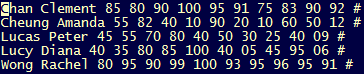 Chan Clement 85 80 90 100 95 91 75 83 90 92 #
Cheung Amanda 55 82 40 10 90 20 10 60 50 12 #
Lucas Peter 45 55 70 80 40 50 30 25 40 09 #
Lucy Diana 40 35 80 85 100 40 05 45 95 06 #
Wong Rachel 80 95 90 99 100 93 95 96 95 91 #